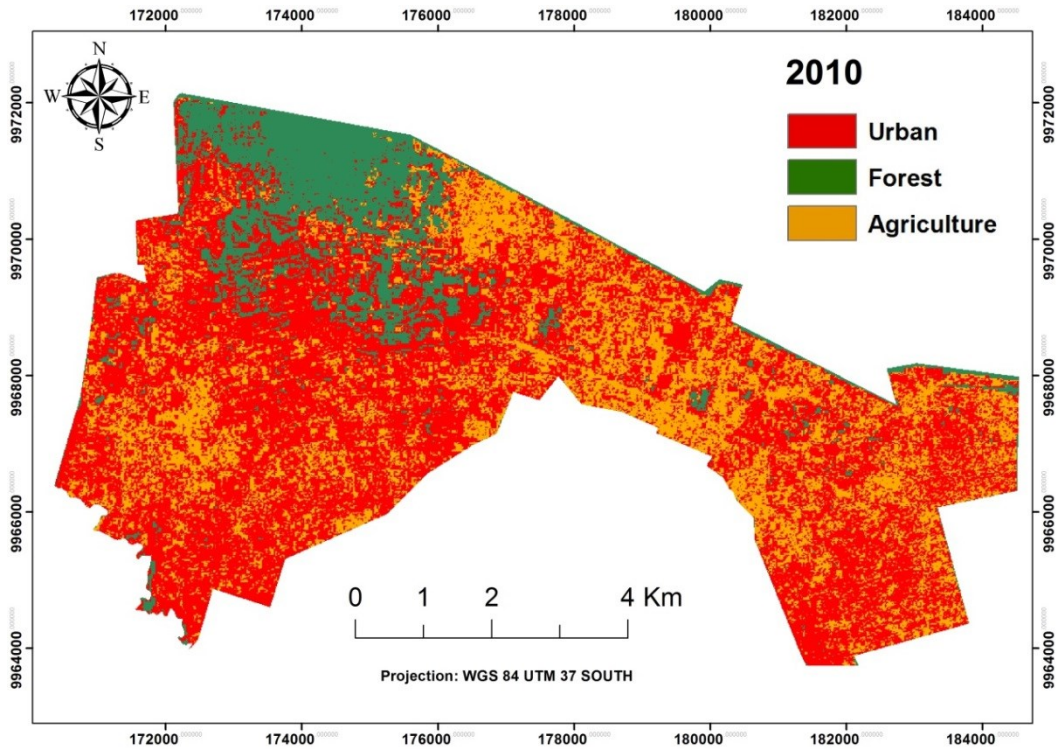 172000 174000 176000 178000 180000 182000 184000
N
W E
S
2010
Urban
Forest
Agriculture
9972000 9972000
9970000 9970000
9968000 9968000
9966000 9966000
9964000 9964000
0 1 2 4 Km
Projection: WGS 84 UTM 37 SOUTH
172000 174000 176000 178000 180000 182000 184000